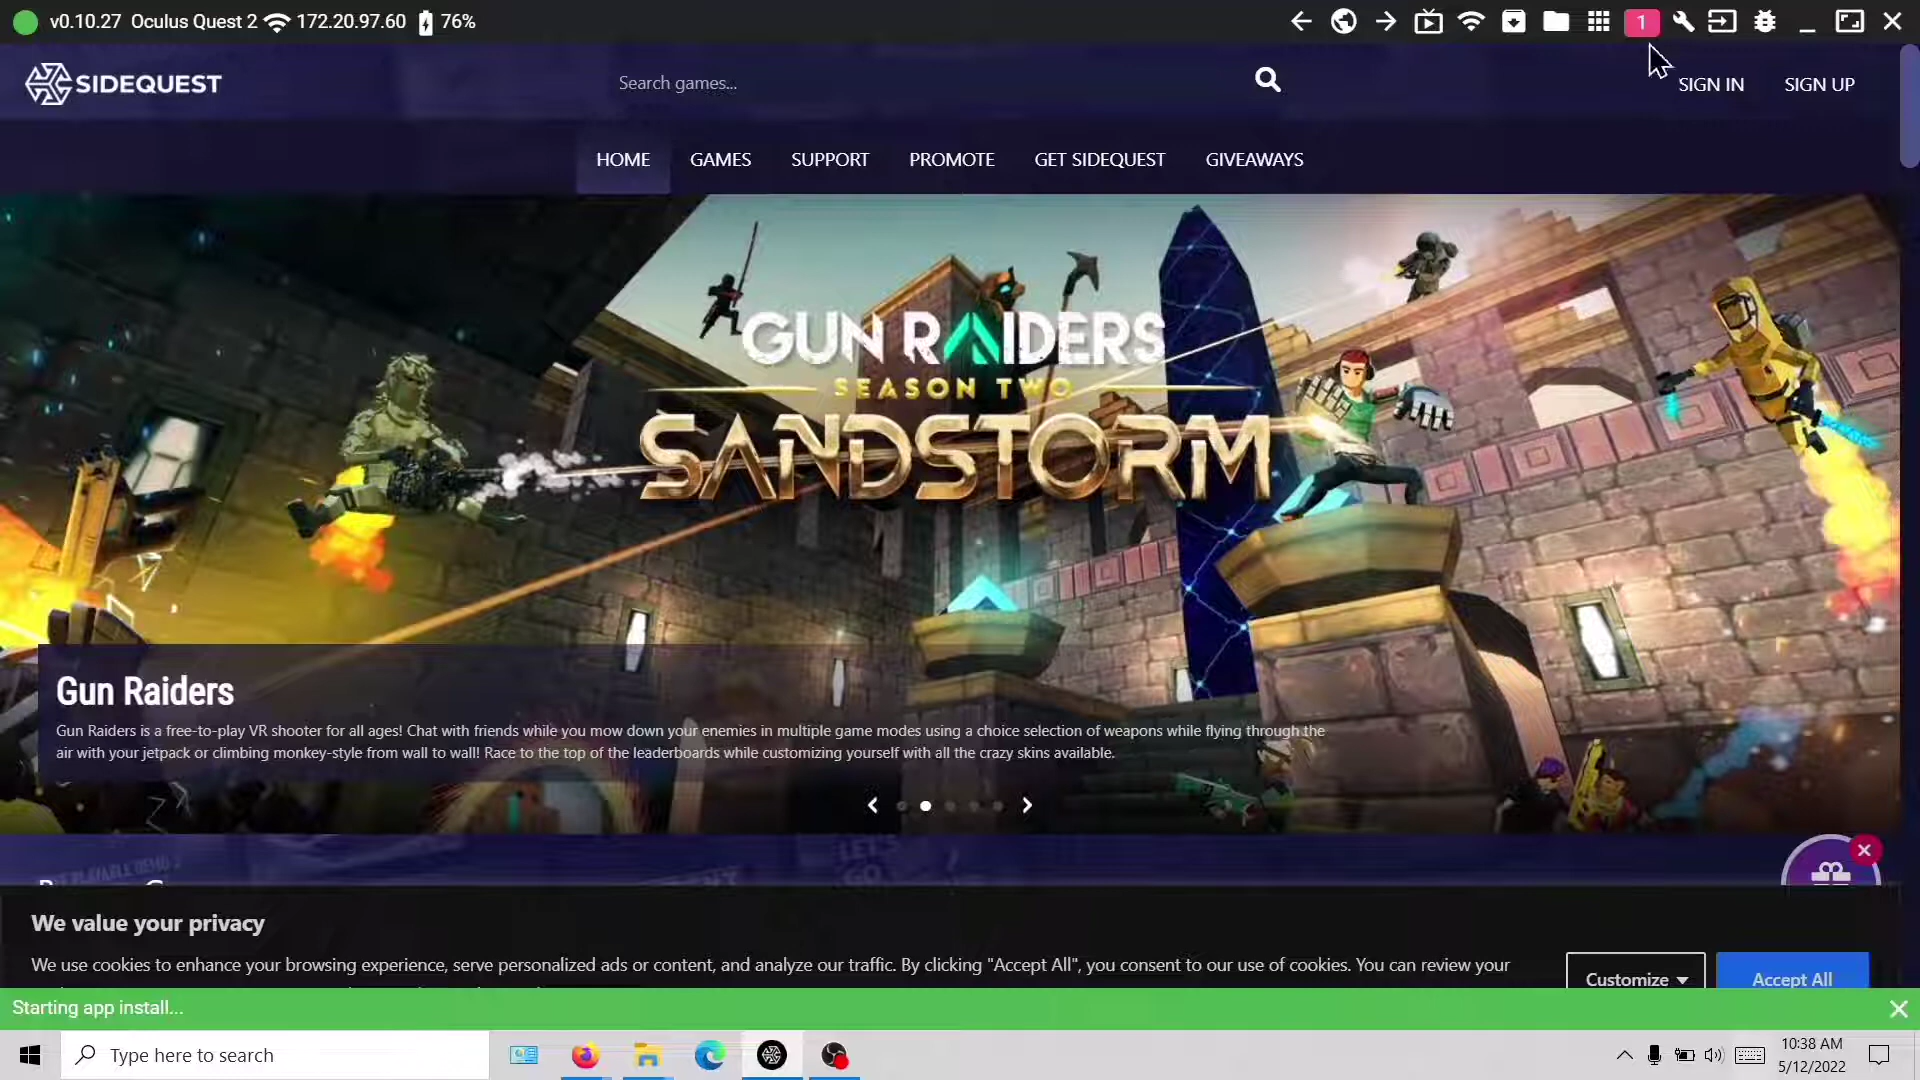 v0.10.27 Oculus Quest 2 172.20.97.60 76%
1
SIDEQUEST
Search games...
SIGN IN
SIGN UP
HOME
GAMES
SUPPORT
PROMOTE
GET SIDEQUEST
GIVEAWAYS
GUN RAIDERS
SEASON TWO
SANDSTORM
Gun Raiders
Gun Raiders is a free-to-play VR shooter for all ages! Chat with friends while you mow down your enemies in multiple game modes using a choice selection of weapons while flying through the
air with your jetpack or climbing monkey-style from wall to wall! Race to the top of the leaderboards while customizing yourself with all the crazy skins available.
LET'S
GO
We value your privacy
We use cookies to enhance your browsing experience, serve personalized ads or content, and analyze our traffic. By clicking "Accept All", you consent to our use of cookies. You can review your
Customize
Accept All
Starting app install...
Type here to search
10:38 AM
5/12/2022